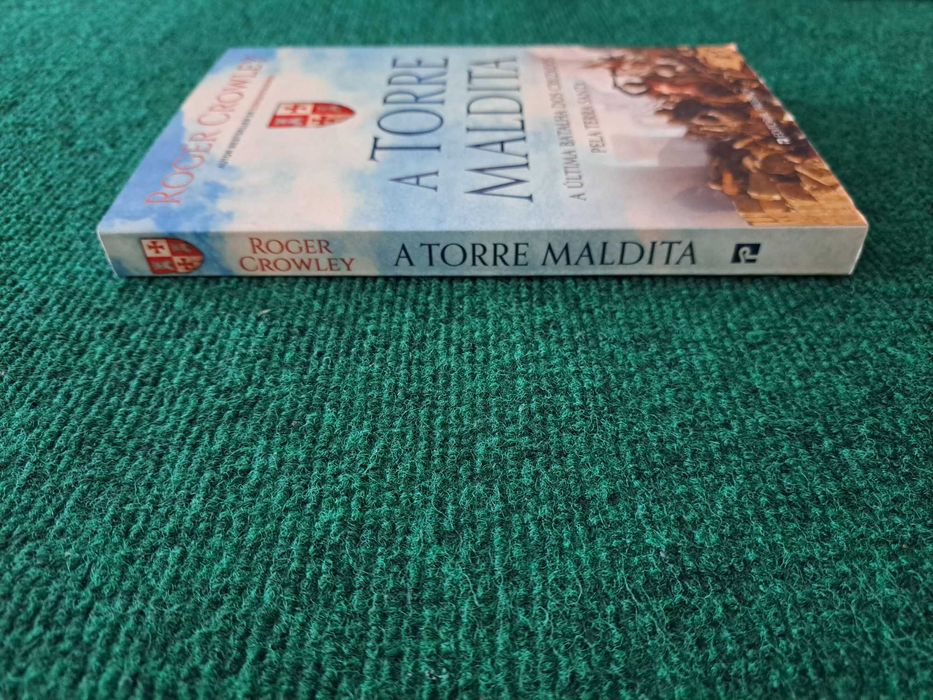 ROGER CROWLEY
A TORRE
MALDITA
A ÚLTIMA BATALHA DOS CRUZADOS
PELA TERRA SANTA
ROGER
CROWLEY
A TORRE MALDITA